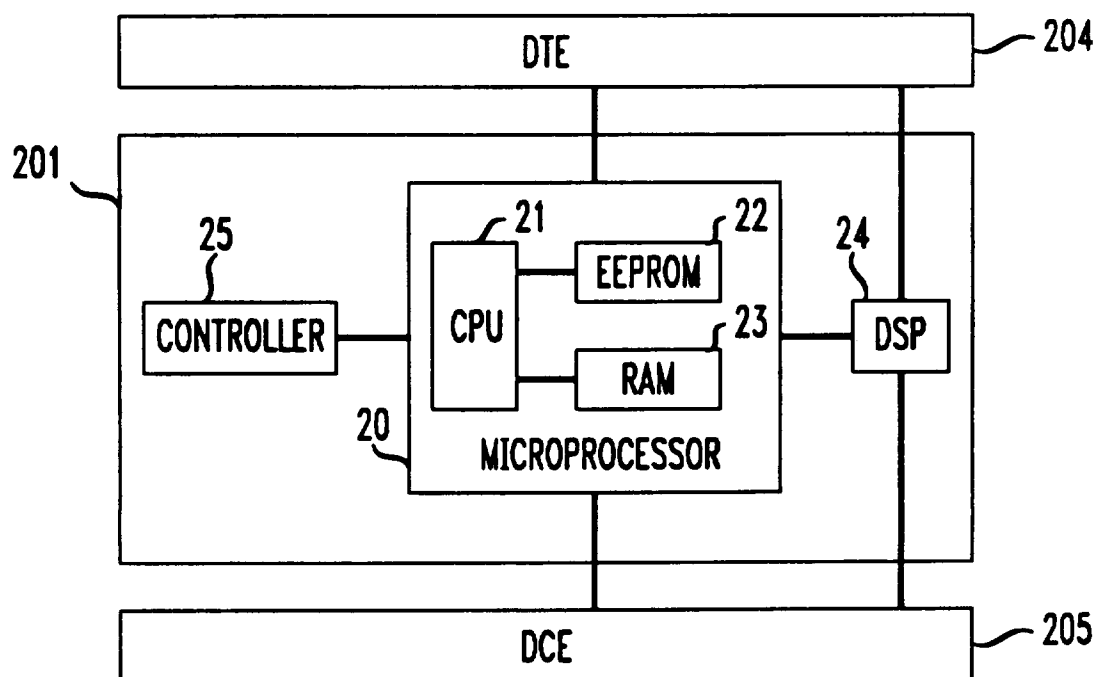 DTE
204
201
21
22
24
25
EEPROM
CPU
23
CONTROLLER
DSP
RAM
20
MICROPROCESSOR
DCE
205